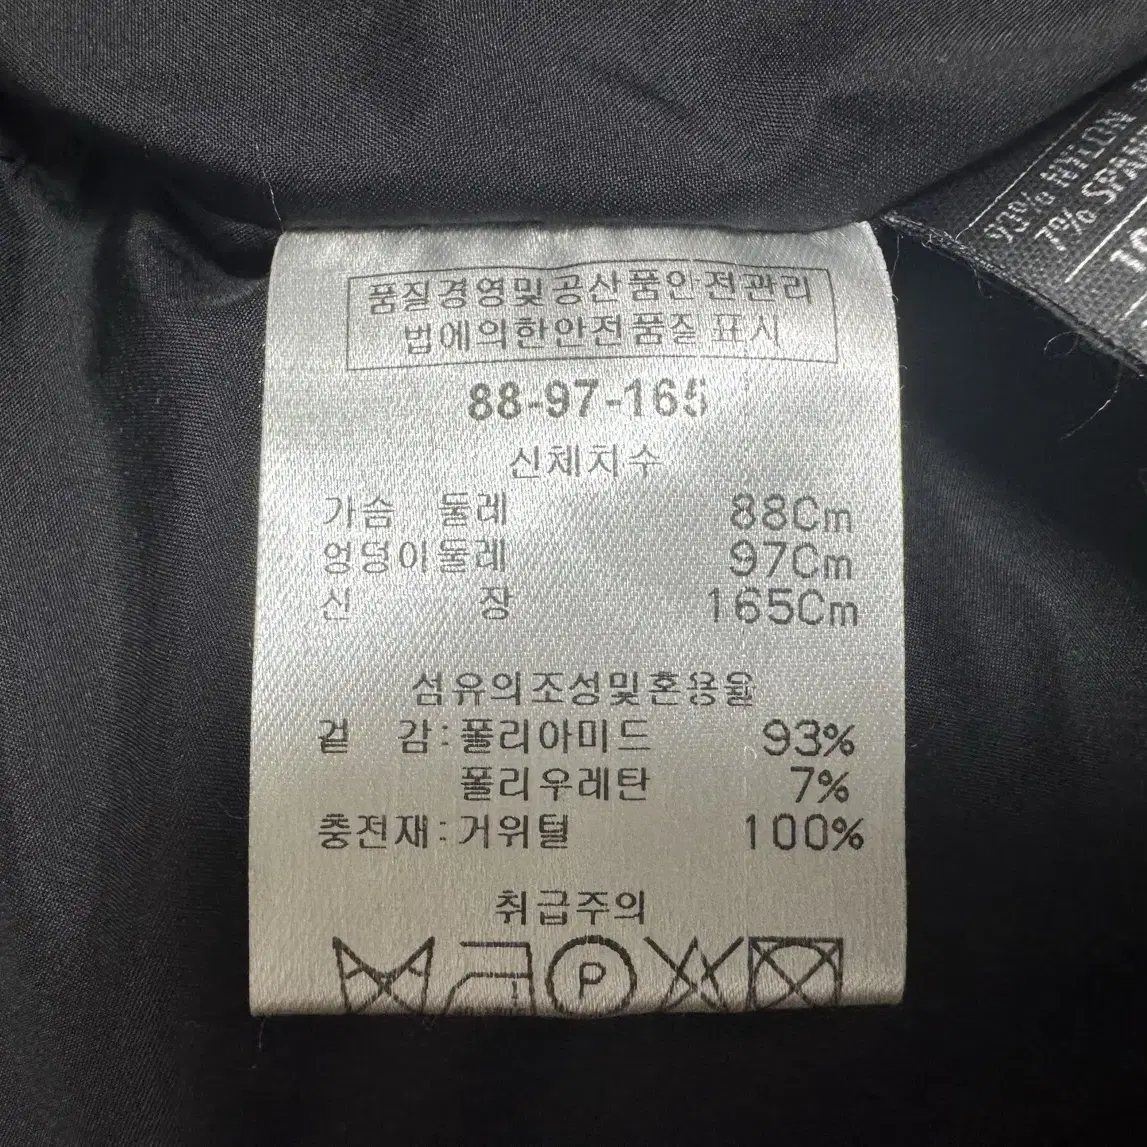 품질경영및공산품안전관리
법에의한안전품질 표시
88-97-165
신체치수
가슴 둘레 88Cm
엉덩이둘레 97Cm
신 장 165Cm
섬유의조성및혼용율
겉 감:폴리아미드 93%
폴리우레탄 7%
충전재:거위털 100%
취급주의
P
93% NYLON
7%